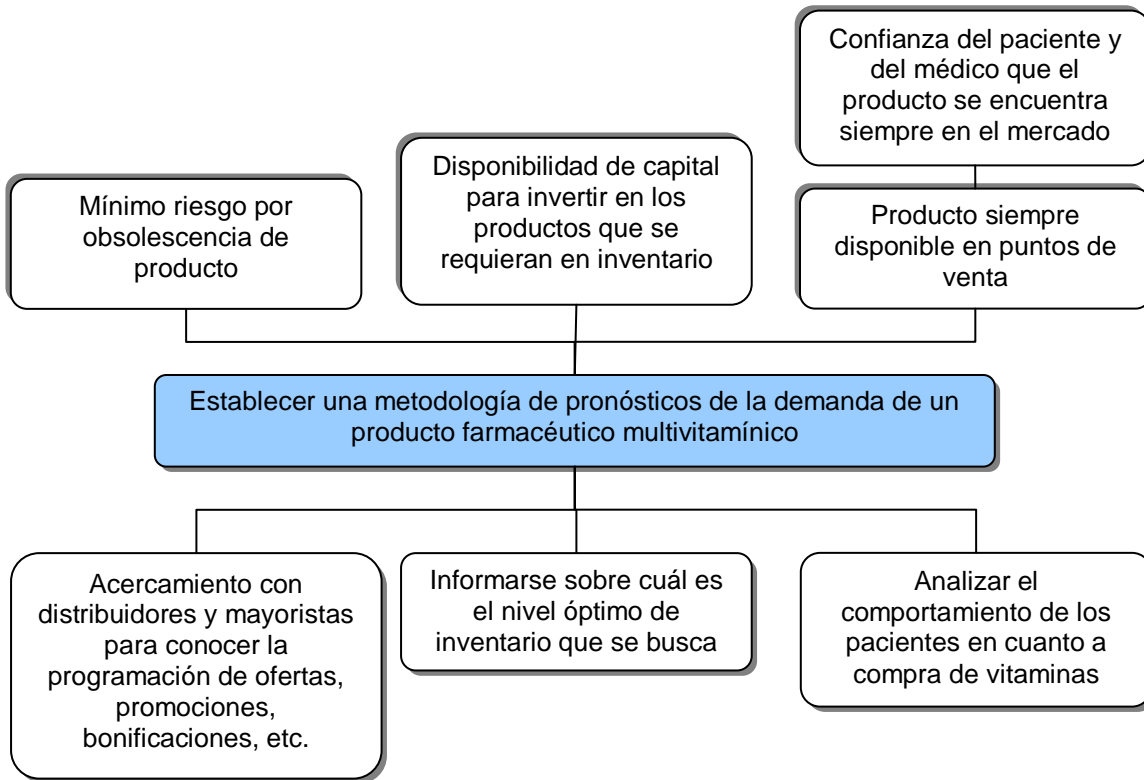 Confianza del paciente y
del médico que el
producto se encuentra
siempre en el mercado
Disponibilidad de capital
para invertir en los
productos que se
requieran en inventario
Mínimo riesgo por
obsolescencia de
producto
Producto siempre
disponible en puntos de
venta
Establecer una metodología de pronósticos de la demanda de un
producto farmacéutico multivitamínico
Acercamiento con
distribuidores y mayoristas
para conocer la
programación de ofertas,
promociones,
bonificaciones, etc.
Informarse sobre cuál es
el nivel óptimo de
inventario que se busca
Analizar el
comportamiento de los
pacientes en cuanto a
compra de vitaminas